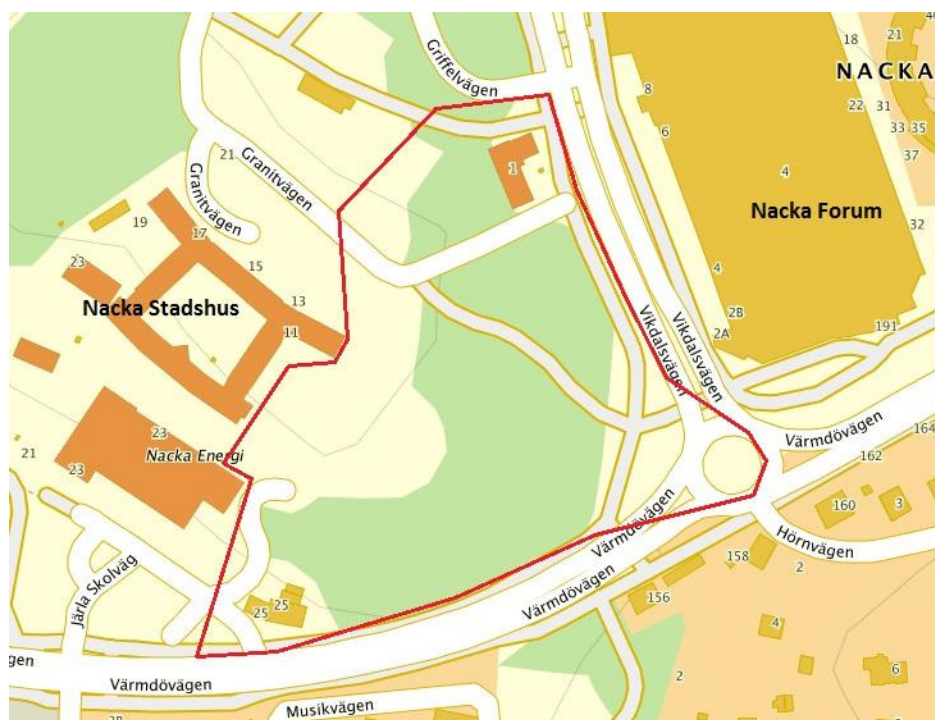 18
21
40
NACKA
Griffelvägen
8
22
31
6
33
35
37
21
Granitvägen
1
4
Granitvägen
Nacka Forum
32
19
17
15
23
4
13
Nacka Stadshus
11
2B
2A
191
Vikdalsvägen
Vikdalsvägen
23
Nacka Energi
21
23
Värmdövägen
164
162
160
3
Värmdövägen
Hörnvägen
158
2
Järla Skolväg
Värmdövägen
156
25
25
4
gen
2
6
Värmdövägen
Musikvägen